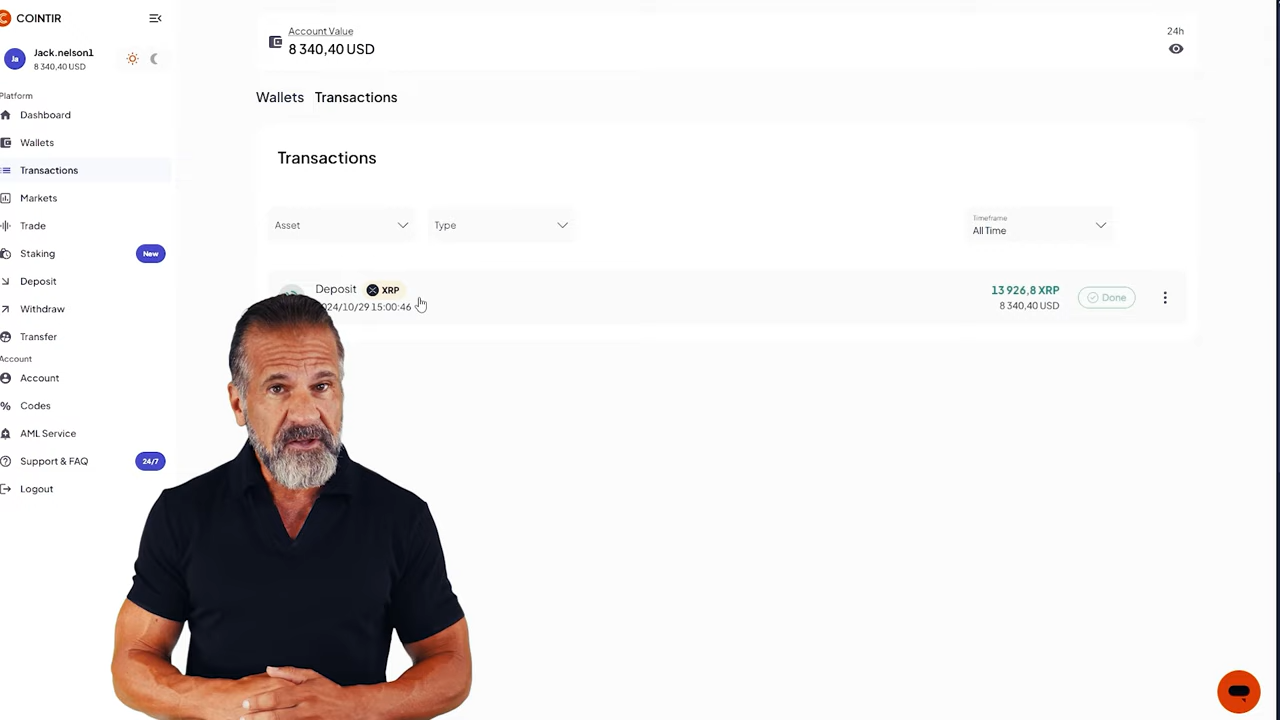 COINTIR
Ja
Jack.nelson1
8 340,40 USD
Platform
Dashboard
Wallets
Transactions
Markets
Trade
Staking
New
Deposit
Withdraw
Transfer
Account
Account
Codes
AML Service
Support & FAQ
24/7
Logout
Account Value
8 340,40 USD
24h
Wallets Transactions
Transactions
Asset
Type
Timeframe
All Time
Deposit XRP
024/10/29 15:00:46
13 926,8 XRP
8 340,40 USD
Done